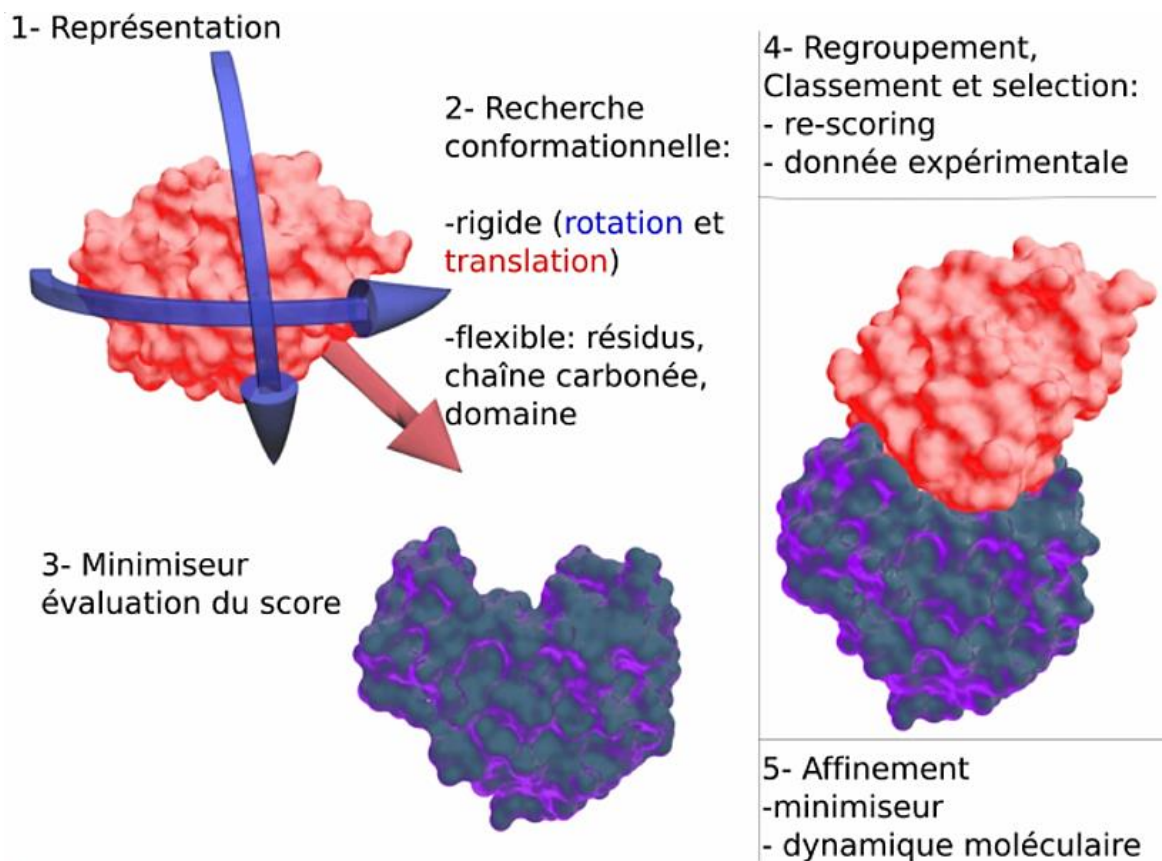 1- Représentation
2- Recherche
conformationnelle:
-rigide (rotation et
translation)
-flexible: résidus,
chaîne carbonée,
domaine
3- Minimiseur
évaluation du score
4- Regroupement,
Classement et selection:
- re-scoring
- donnée expérimentale
5- Affinement
-minimiseur
- dynamique moléculaire